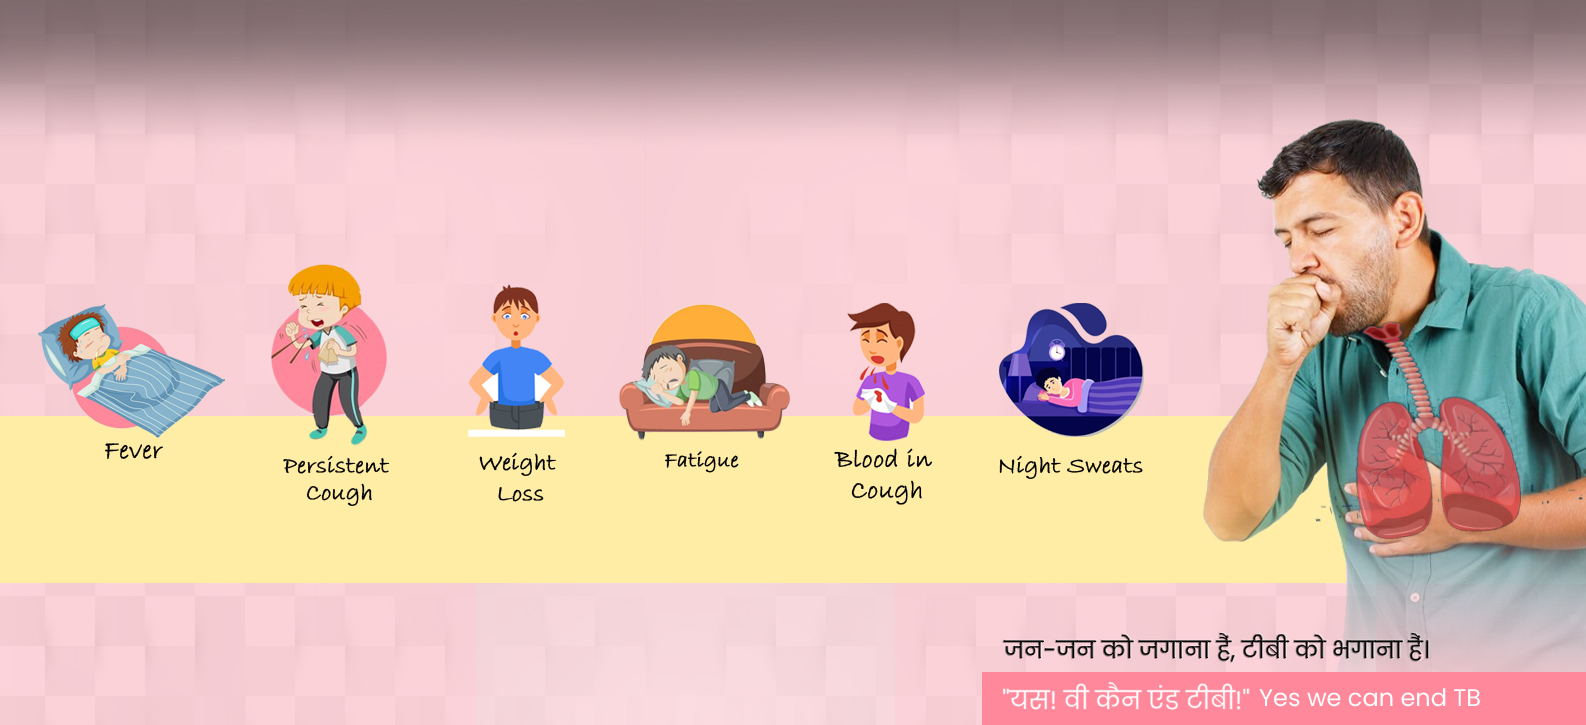 Fever
Persistent
Cough
Weight
Loss
Fatigue
Blood in
Cough
Night Sweats
जन-जन को जगाना हैं, टीबी को भगाना हैं।
"यस! वी कैन एंड टीबी!" Yes we can end TB